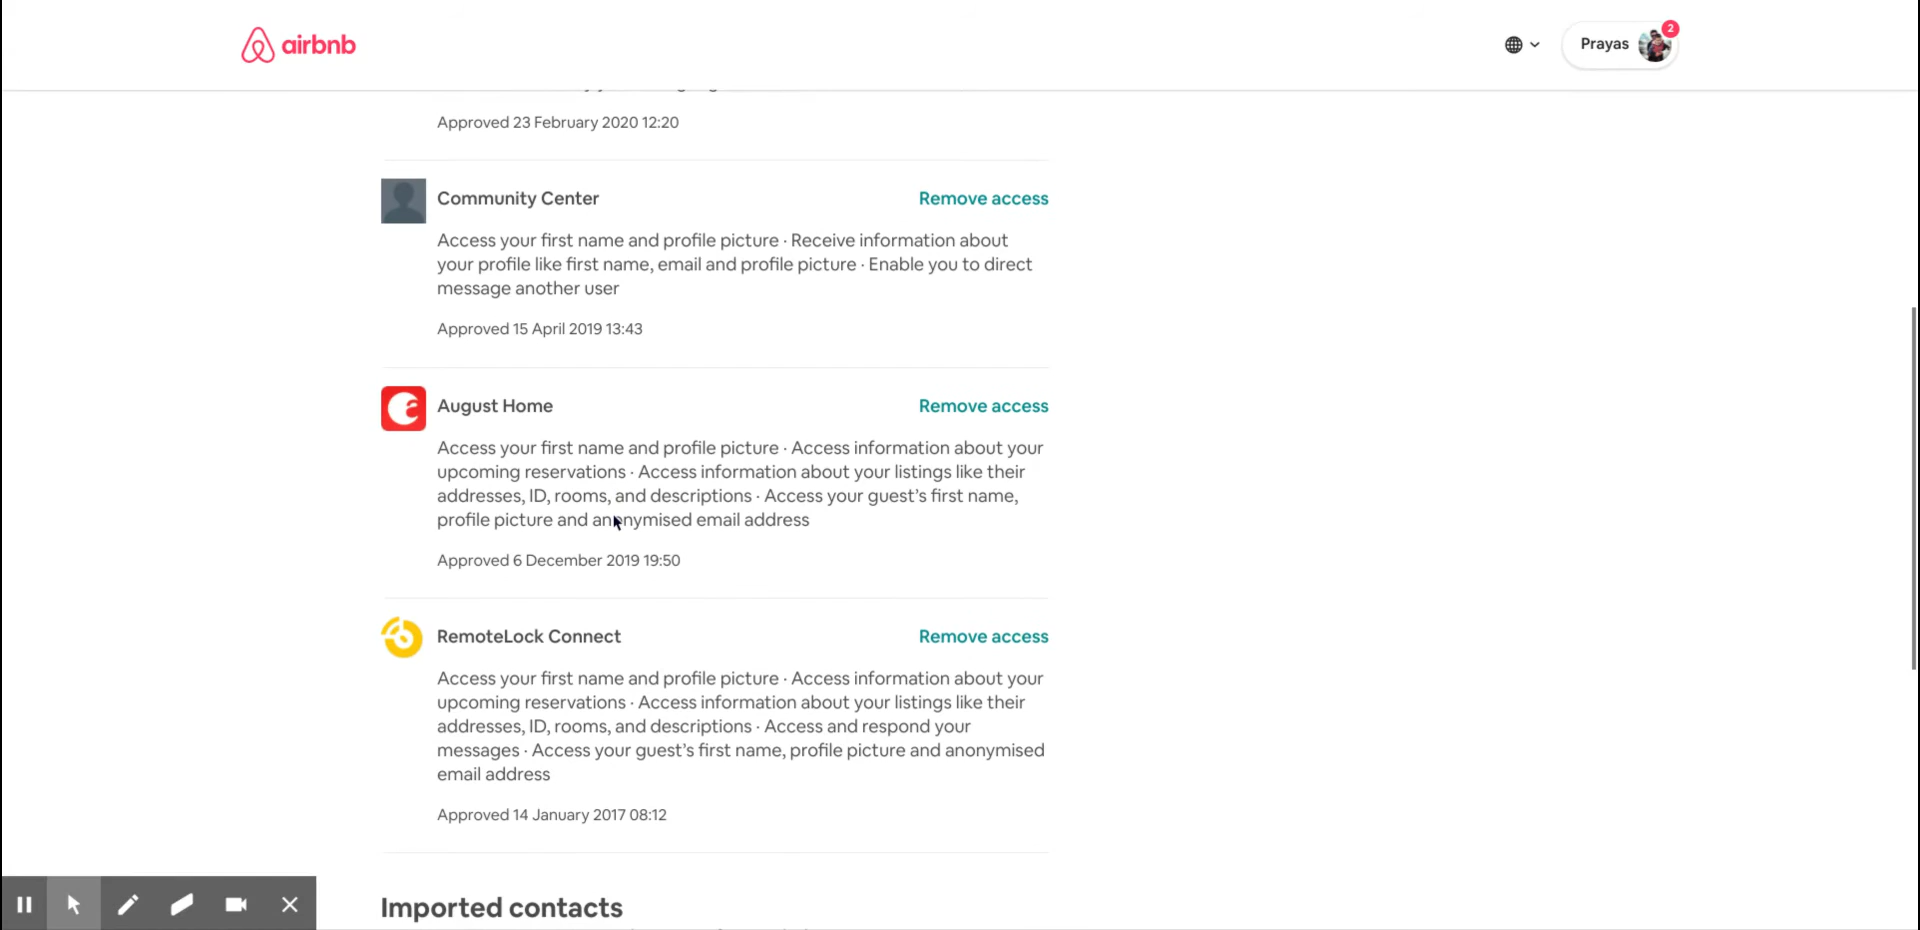 airbnb
Prayas
2
Approved 23 February 2020 12:20
Community Center
Remove access
Access your first name and profile picture · Receive information about
your profile like first name, email and profile picture · Enable you to direct
message another user
Approved 15 April 2019 13:43
August Home
Remove access
Access your first name and profile picture · Access information about your
upcoming reservations · Access information about your listings like their
addresses, ID, rooms, and descriptions · Access your guest’s first name,
profile picture and anonymised email address
Approved 6 December 2019 19:50
RemoteLock Connect
Remove access
Access your first name and profile picture · Access information about your
upcoming reservations · Access information about your listings like their
addresses, ID, rooms, and descriptions · Access and respond your
messages · Access your guest’s first name, profile picture and anonymised
email address
Approved 14 January 2017 08:12
Imported contacts